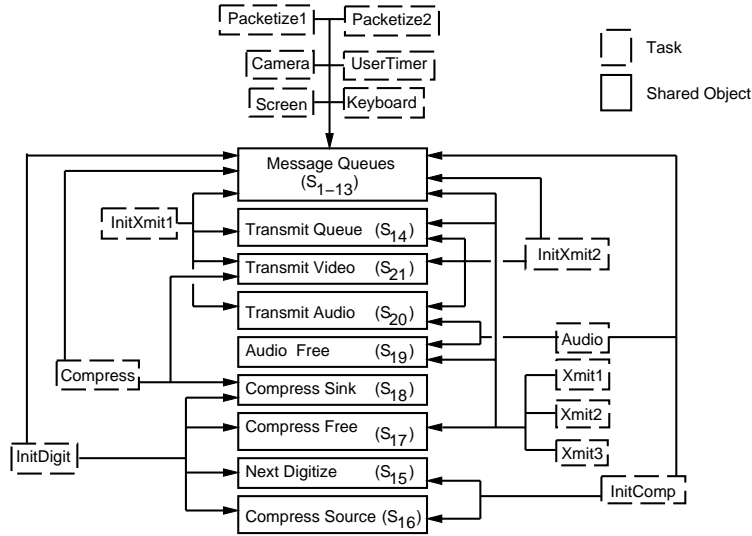 Packetize1
Packetize2
Task
Camera
UserTimer
Shared Object
Screen
Keyboard
Message Queues
(S1–13)
InitXmit1
Transmit Queue (S14)
InitXmit2
Transmit Video (S21)
Transmit Audio (S20)
Audio Free (S19)
Audio
Compress
Compress Sink (S18)
Xmit1
Compress Free (S17)
Xmit2
InitDigit
Xmit3
Next Digitize (S15)
InitComp
Compress Source (S16)